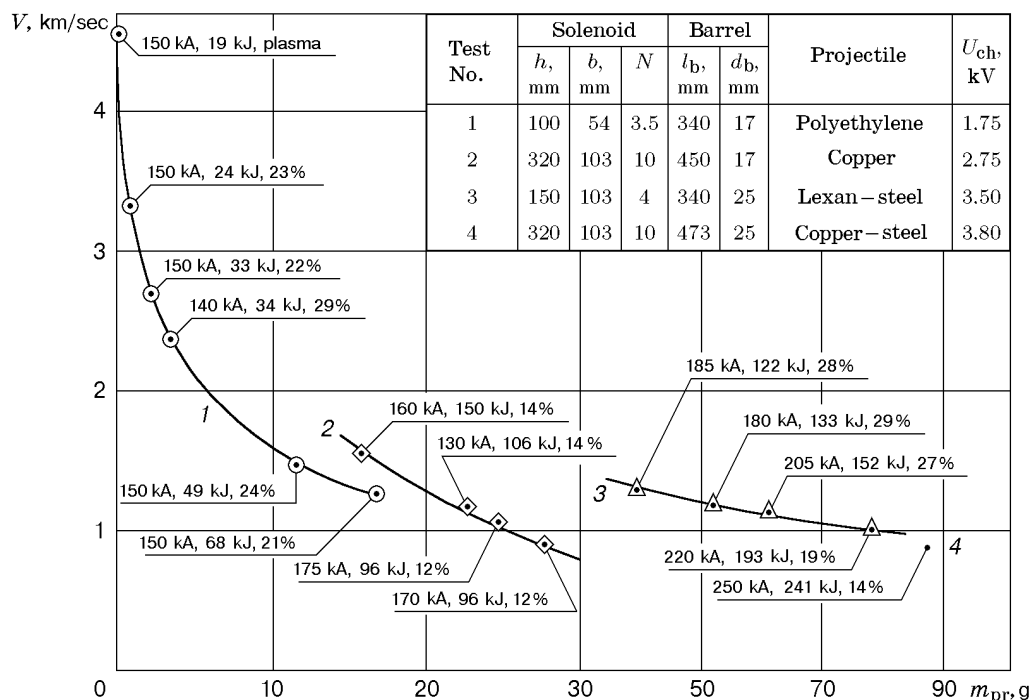 V, km/sec
150 kA, 19 kJ, plasma
Test No.
Solenoid
Barrel
Projectile
U_ch, kV
h, mm
b, mm
N
l_b, mm
d_b, mm
1 100 54 3.5 340 17 Polyethylene 1.75
2 320 103 10 450 17 Copper 2.75
3 150 103 4 340 25 Lexan–steel 3.50
4 320 103 10 473 25 Copper–steel 3.80
4
150 kA, 24 kJ, 23%
3
150 kA, 33 kJ, 22%
140 kA, 34 kJ, 29%
185 kA, 122 kJ, 28%
2
1
2
160 kA, 150 kJ, 14%
180 kA, 133 kJ, 29%
130 kA, 106 kJ, 14%
205 kA, 152 kJ, 27%
3
150 kA, 49 kJ, 24%
1
4
150 kA, 68 kJ, 21%
220 kA, 193 kJ, 19%
175 kA, 96 kJ, 12%
250 kA, 241 kJ, 14%
170 kA, 96 kJ, 12%
0 10 20 30 50 70 90 m_pr, g